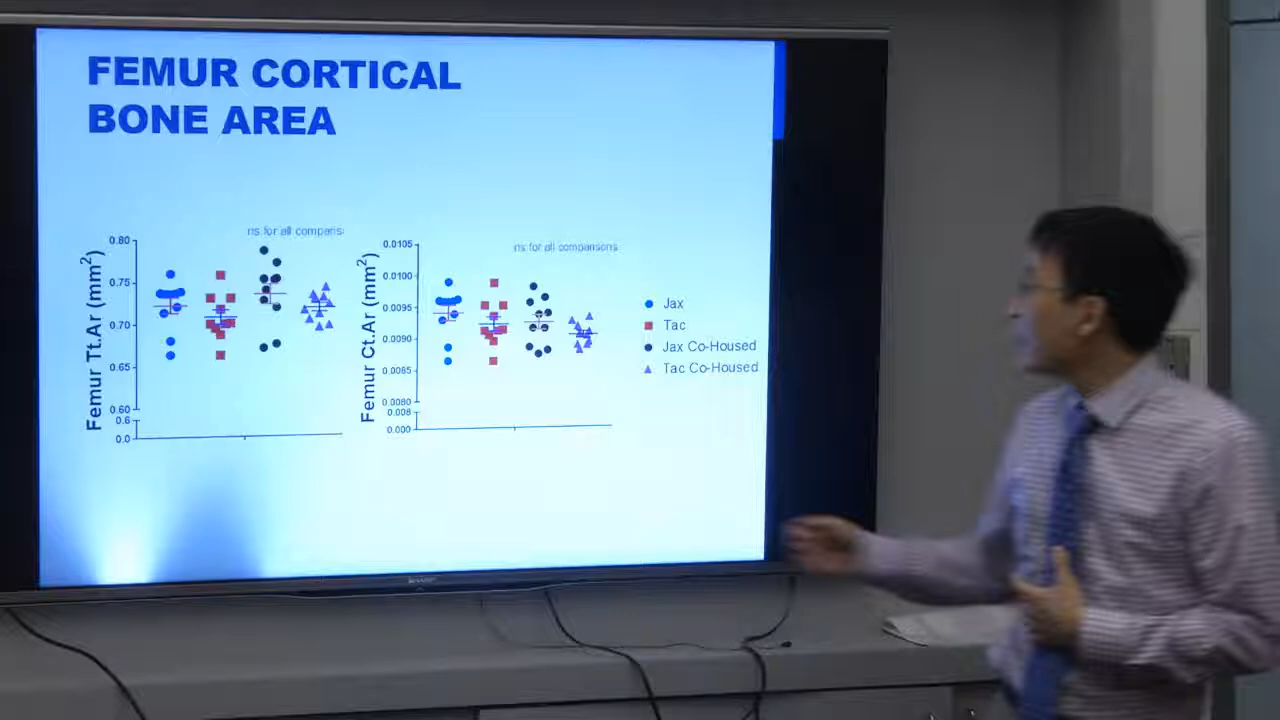 FEMUR CORTICAL
BONE AREA
ns for all comparis
Femur Tt.Ar (mm²)
0.80
0.75
0.70
0.65
0.60
0.6
0.0
ns for all comparisons
Femur Ct.Ar (mm²)
0.0105
0.0100
0.0095
0.0090
0.0085
0.0080
0.008
0.000
Jax
Tac
Jax Co-Housed
Tac Co-Housed
SHARP